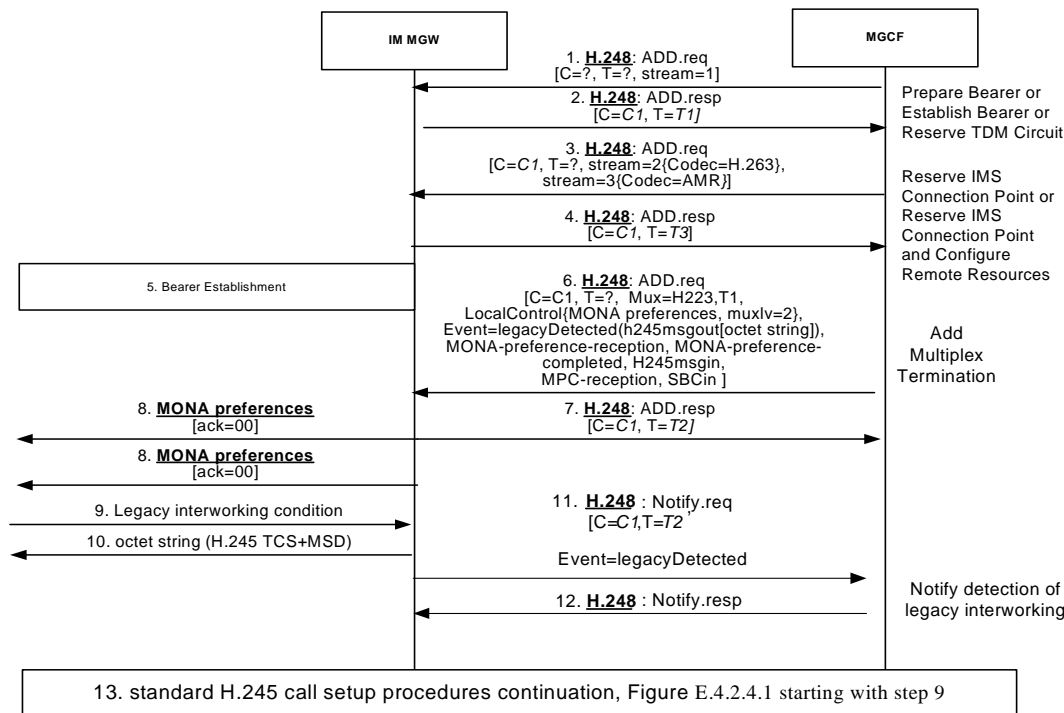 IM MGW
MGCF
1. H.248: ADD.req
[C=?, T=?, stream=1]
2. H.248: ADD.resp
[C=C1, T=T1]
Prepare Bearer or
Establish Bearer or
Reserve TDM Circuit
3. H.248: ADD.req
[C=C1, T=?, stream=2{Codec=H.263},
stream=3{Codec=AMR}]
4. H.248: ADD.resp
[C=C1, T=T3]
Reserve IMS
Connection Point or
Reserve IMS
Connection Point
and Configure
Remote Resources
5. Bearer Establishment
6. H.248: ADD.req
[C=C1, T=?, Mux=H223,T1,
LocalControl{MONA preferences, muxlv=2},
Event=legacyDetected(h245msgout[octet string]),
MONA-preference-reception, MONA-preference-
completed, H245msgin,
MPC-reception, SBCin ]
Add
Multiplex
Termination
8. MONA preferences
[ack=00]
7. H.248: ADD.resp
[C=C1, T=T2]
8. MONA preferences
[ack=00]
9. Legacy interworking condition
10. octet string (H.245 TCS+MSD)
11. H.248 : Notify.req
[C=C1,T=T2 ,
Event=legacyDetected
12. H.248 : Notify.resp
Notify detection of
legacy interworking
13. standard H.245 call setup procedures continuation, Figure E.4.2.4.1 starting with step 9